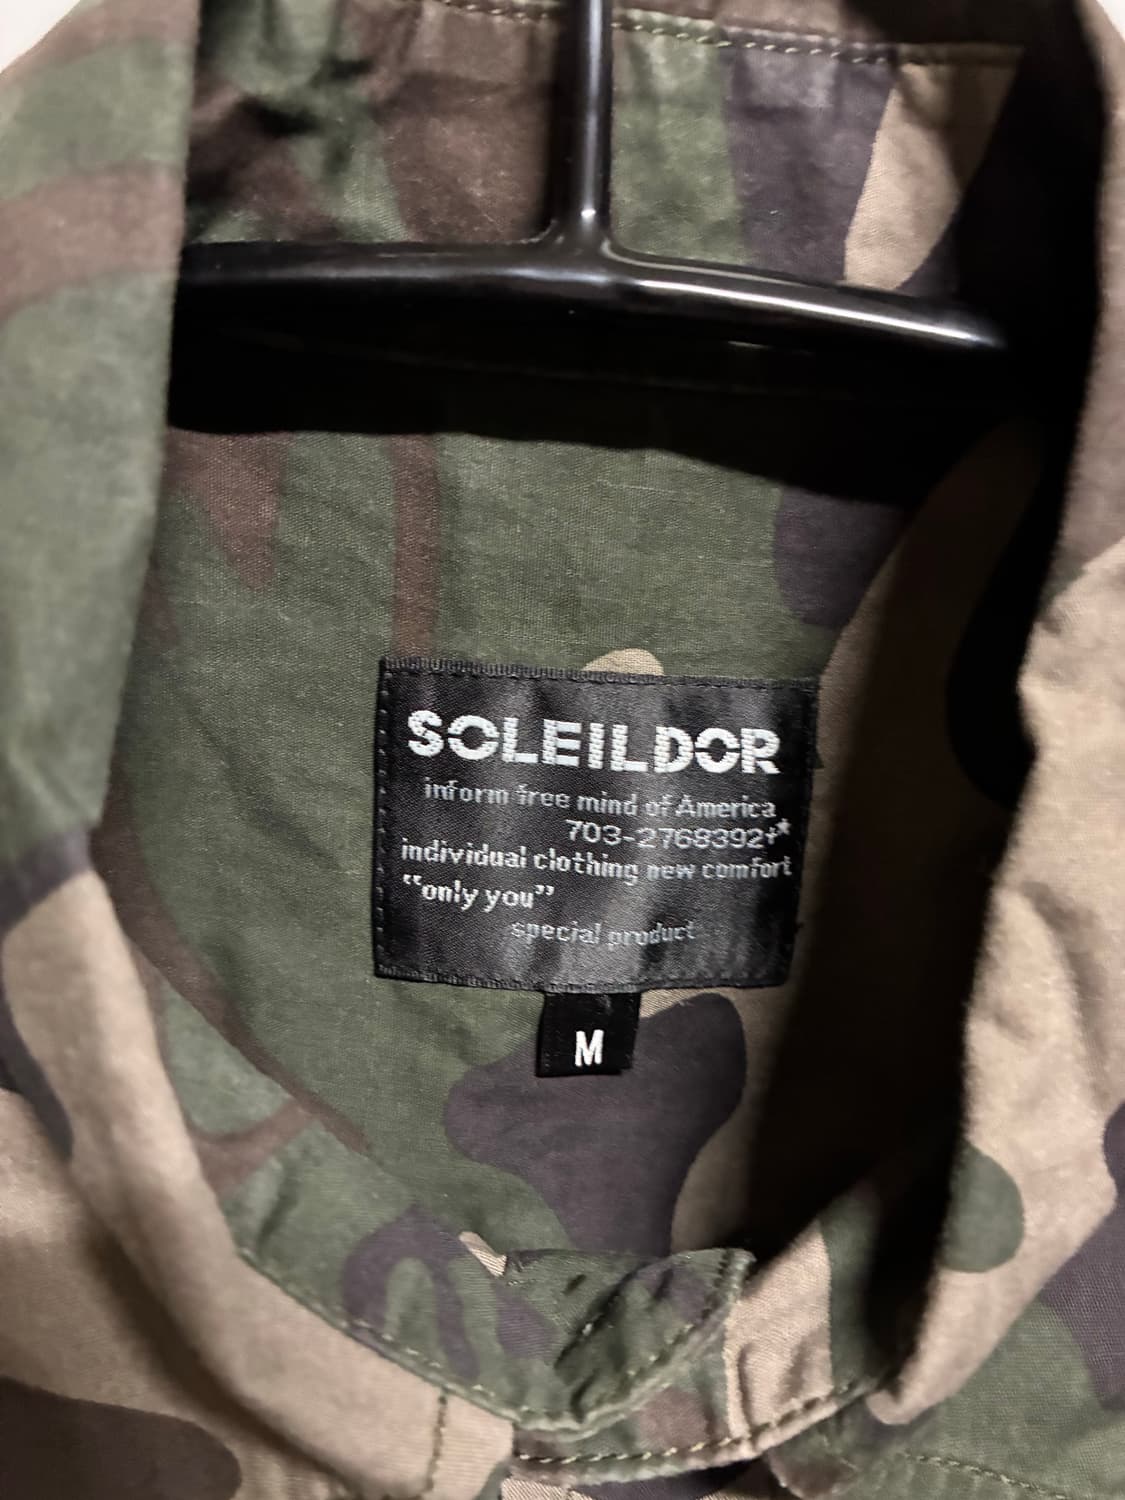 SOLEILDOR
inform free mind of America
703-2768392+*
individual clothing new comfort
“only you”
special product
M